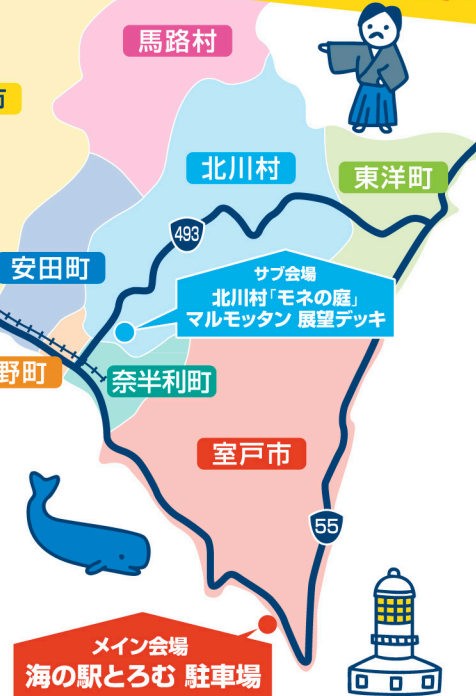 馬路村
市
北川村
東洋町
493
安田町
サブ会場
北川村「モネの庭」
マルモッタン 展望デッキ
野町
奈半利町
室戸市
55
メイン会場
海の駅とろむ 駐車場